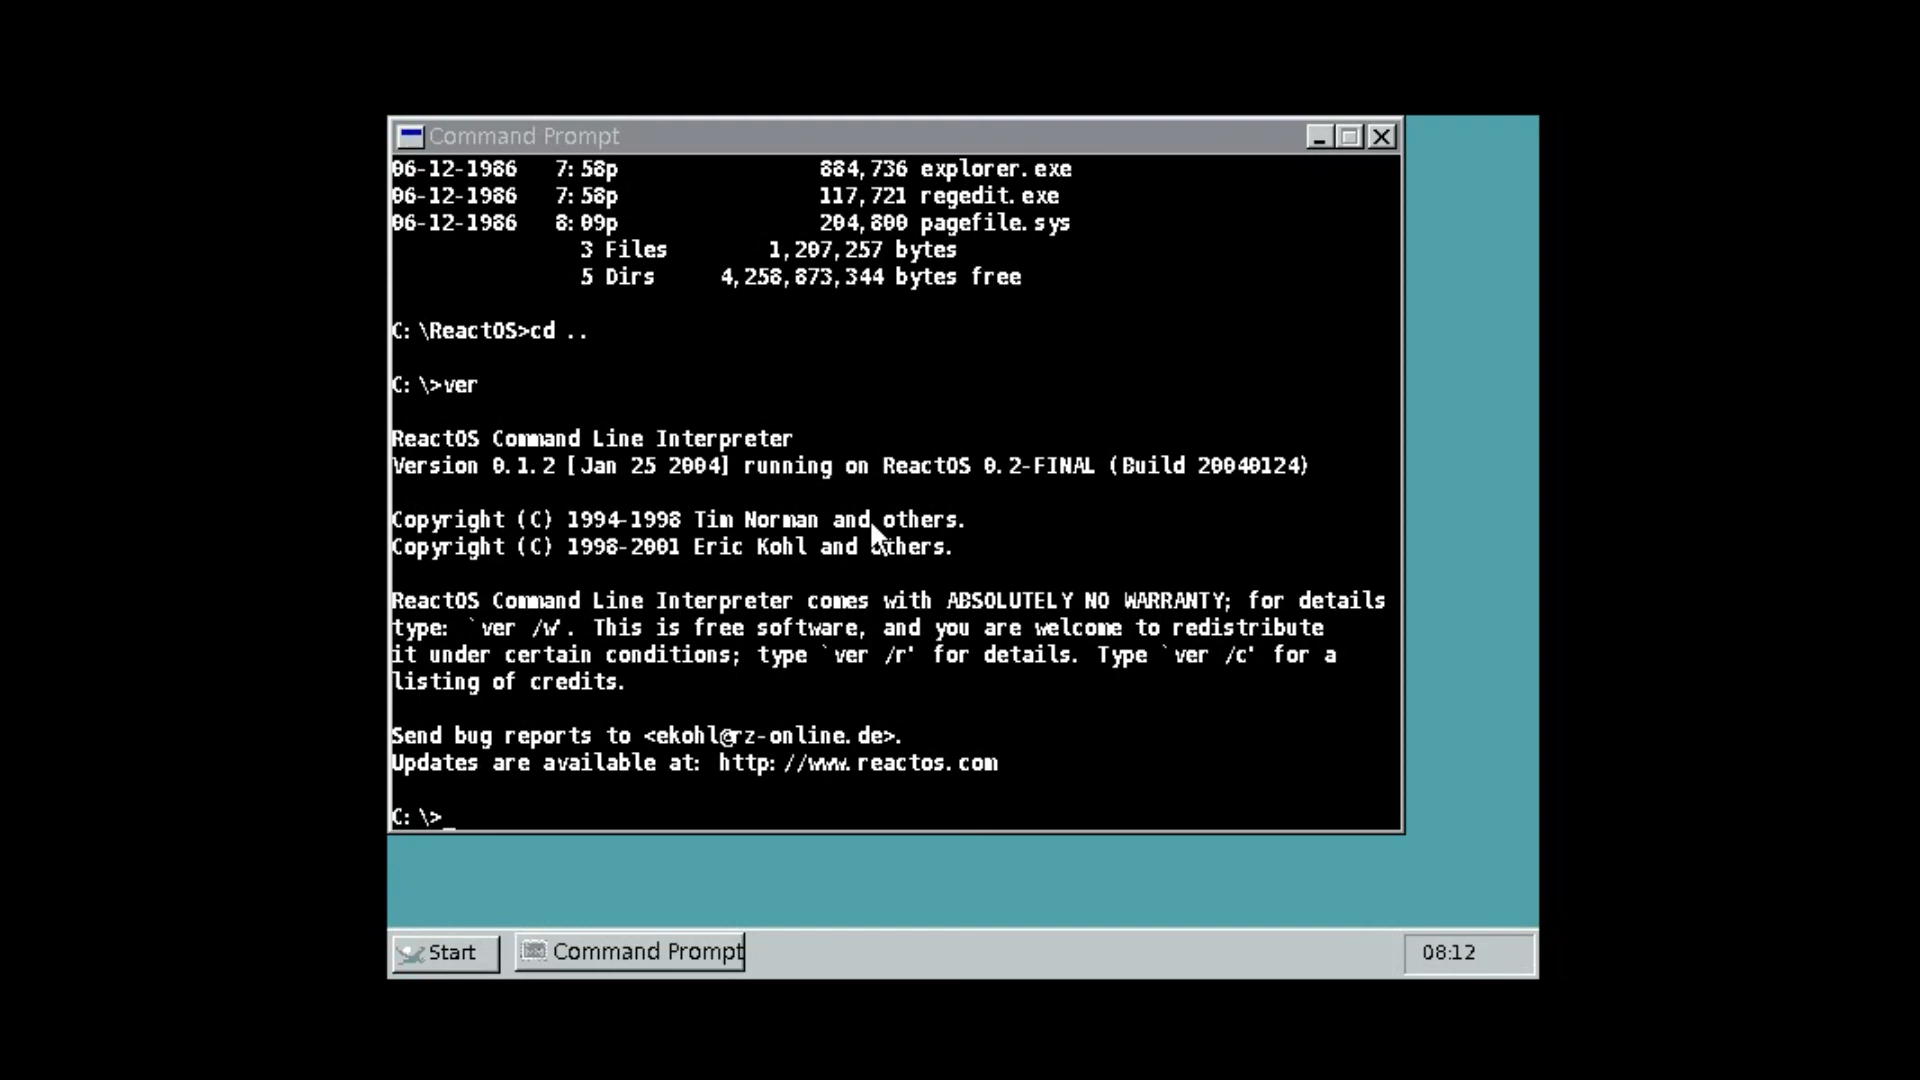 Command Prompt
06-12-1986   7:58p                884,736 explorer.exe
06-12-1986   7:58p                117,721 regedit.exe
06-12-1986   8:09p                204,800 pagefile.sys
3 Files        1,207,257 bytes
5 Dirs     4,258,873,344 bytes free
C:\ReactOS>cd ..
C:\>ver
ReactOS Command Line Interpreter
Version 0.1.2 [Jan 25 2004] running on ReactOS 0.2-FINAL (Build 20040124)
Copyright (C) 1994-1998 Tim Norman and others.
Copyright (C) 1998-2001 Eric Kohl and others.
ReactOS Command Line Interpreter comes with ABSOLUTELY NO WARRANTY; for details
type: `ver /w'. This is free software, and you are welcome to redistribute
it under certain conditions; type `ver /r' for details. Type `ver /c' for a
listing of credits.
Send bug reports to <ekohl@rz-online.de>.
Updates are available at: http://www.reactos.com
C:\>_
Start
Command Prompt
08:12